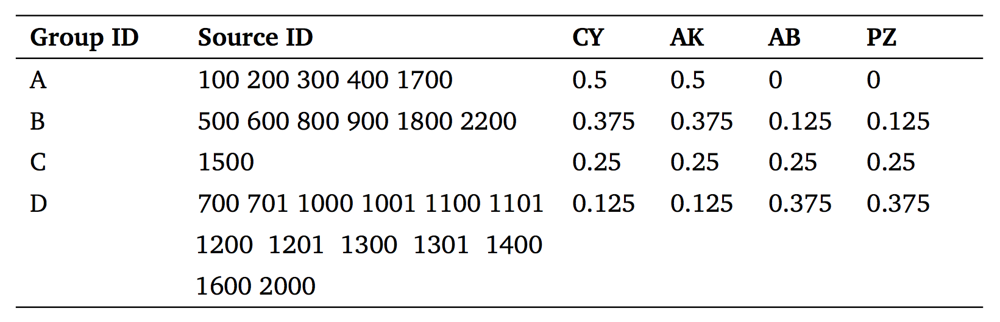 Group ID Source ID CY AK AB PZ
A 100 200 300 400 1700 0.5 0.5 0 0
B 500 600 800 900 1800 2200 0.375 0.375 0.125 0.125
C 1500 0.25 0.25 0.25 0.25
D 700 701 1000 1001 1100 1101 0.125 0.125 0.375 0.375
1200 1201 1300 1301 1400
1600 2000